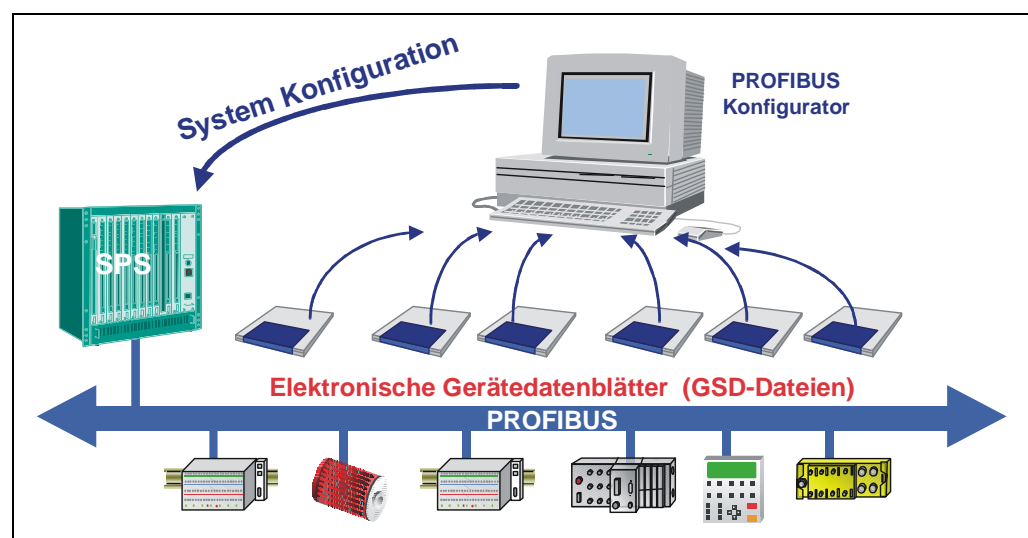 System Konfiguration
PROFIBUS
Konfigurator
SPS
Elektronische Gerätedatenblätter (GSD-Dateien)
PROFIBUS